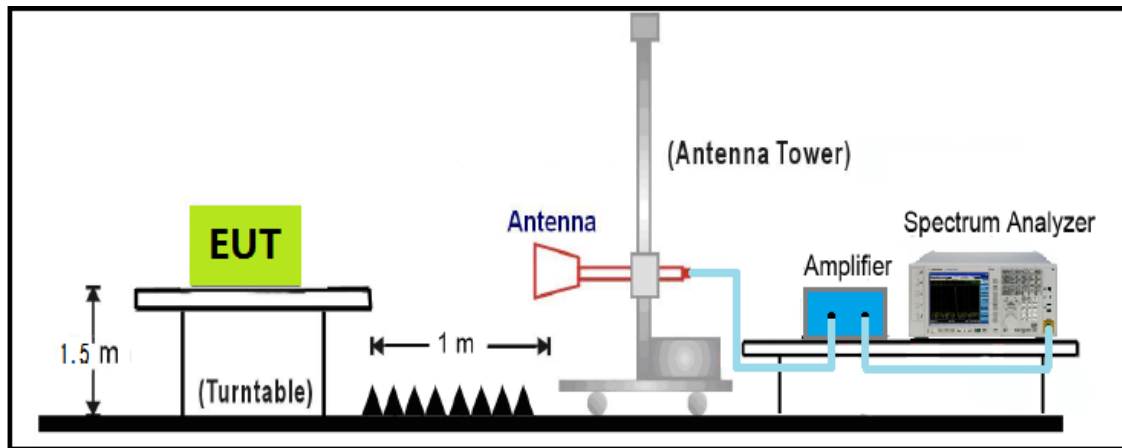 (Antenna Tower)
Antenna
Spectrum Analyzer
EUT
Amplifier
1.5 m
1 m
(Turntable)